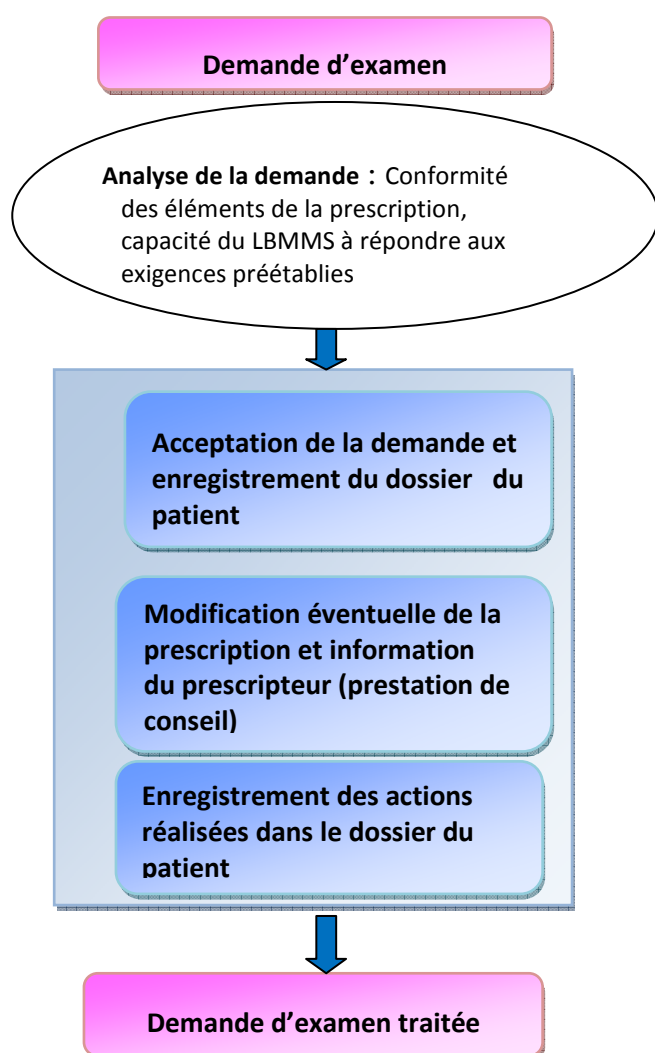 Demande d’examen
Analyse de la demande : Conformité
des éléments de la prescription,
capacité du LBMMS à répondre aux
exigences préétablies
Acceptation de la demande et
enregistrement du dossier du
patient
Modification éventuelle de la
prescription et information
du prescripteur (prestation de
conseil)
Enregistrement des actions
réalisées dans le dossier du
patient
Demande d’examen traitée